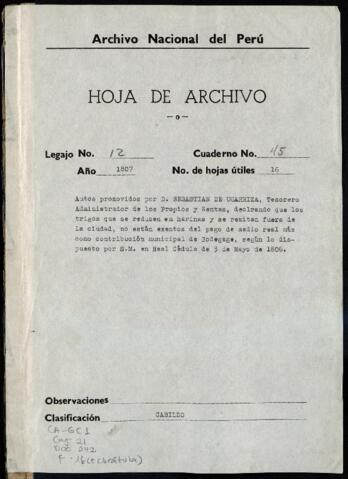 Archivo Nacional del Perú
HOJA DE ARCHIVO
—o—
Legajo No. 12 Cuaderno No. 45
Año 1807 No. de hojas útiles 16
Autos promovidos por D. SEBASTIAN DE UGARRIZA, Tesorero
Administrador de los Propios y Rentas, declrando que los
trigos que se reducen en harinas y se remiten fuera de
la ciudad, no están exentos del pago de medio real más
como contribución municipal de Bodegage, según lo dis-
puesto por S.M. en Real Cédula de 3 de Mayo de 1806.
Observaciones
Clasificación CABILDO
CA-GC1
Caj 21
DOC 342
F. 16 (+ carátula)